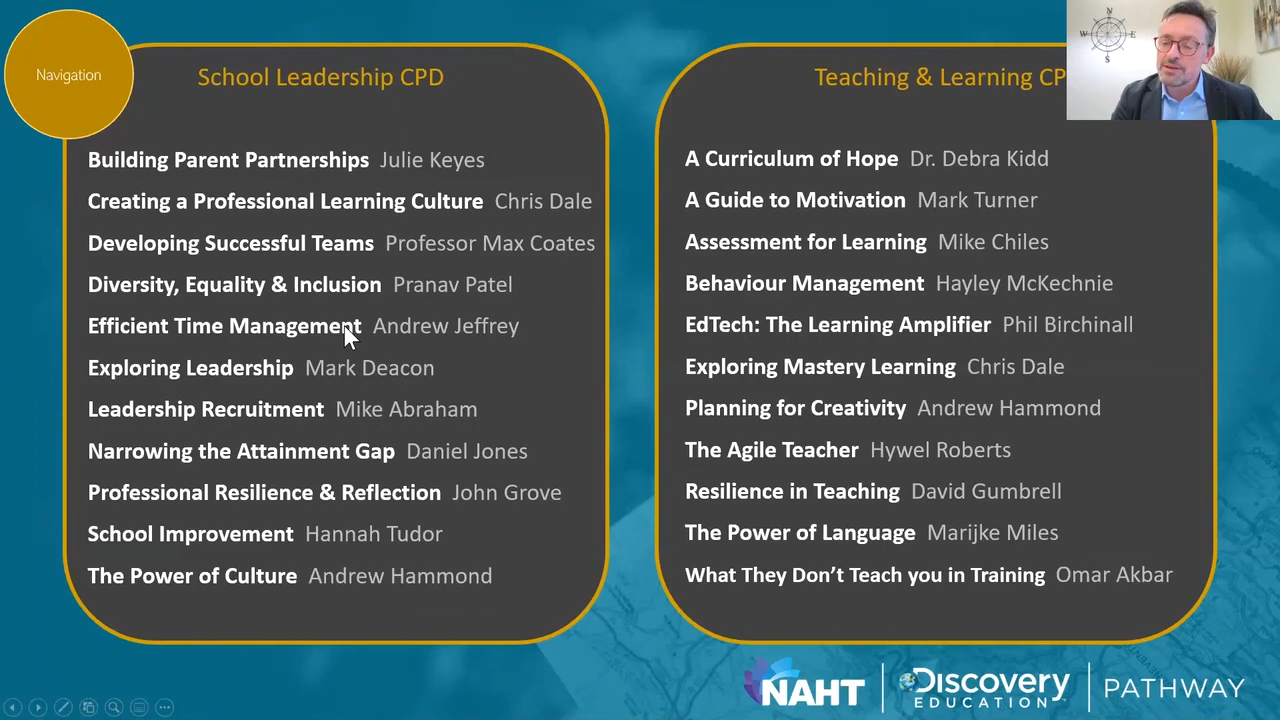 Navigation
School Leadership CPD
Building Parent Partnerships Julie Keyes
Creating a Professional Learning Culture Chris Dale
Developing Successful Teams Professor Max Coates
Diversity, Equality & Inclusion Pranav Patel
Efficient Time Management Andrew Jeffrey
Exploring Leadership Mark Deacon
Leadership Recruitment Mike Abraham
Narrowing the Attainment Gap Daniel Jones
Professional Resilience & Reflection John Grove
School Improvement Hannah Tudor
The Power of Culture Andrew Hammond
Teaching & Learning CP
A Curriculum of Hope Dr. Debra Kidd
A Guide to Motivation Mark Turner
Assessment for Learning Mike Chiles
Behaviour Management Hayley McKechnie
EdTech: The Learning Amplifier Phil Birchinall
Exploring Mastery Learning Chris Dale
Planning for Creativity Andrew Hammond
The Agile Teacher Hywel Roberts
Resilience in Teaching David Gumbrell
The Power of Language Marijke Miles
What They Don’t Teach you in Training Omar Akbar
N
W E
S
NAHT
Discovery
EDUCATION
PATHWAY